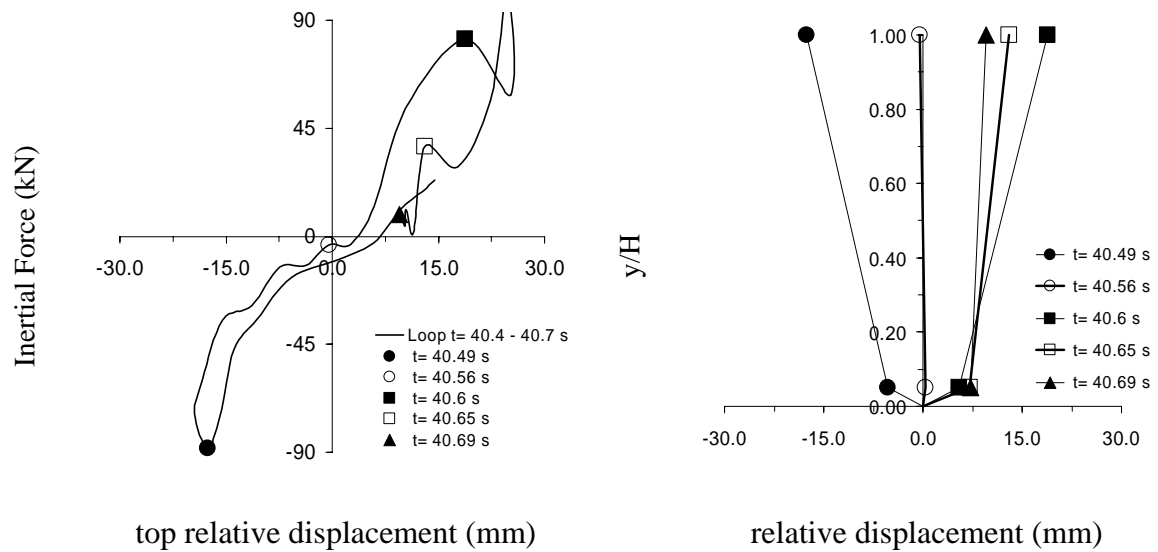 90
45
0
-45
-90
-30.0 -15.0 0.0 15.0 30.0
Inertial Force (kN)
Loop t= 40.4 - 40.7 s
t= 40.49 s
t= 40.56 s
t= 40.6 s
t= 40.65 s
t= 40.69 s
top relative displacement (mm)
1.00
0.80
0.60
0.40
0.20
0.00
-30.0 -15.0 0.0 15.0 30.0
y/H
t= 40.49 s
t= 40.56 s
t= 40.6 s
t= 40.65 s
t= 40.69 s
relative displacement (mm)